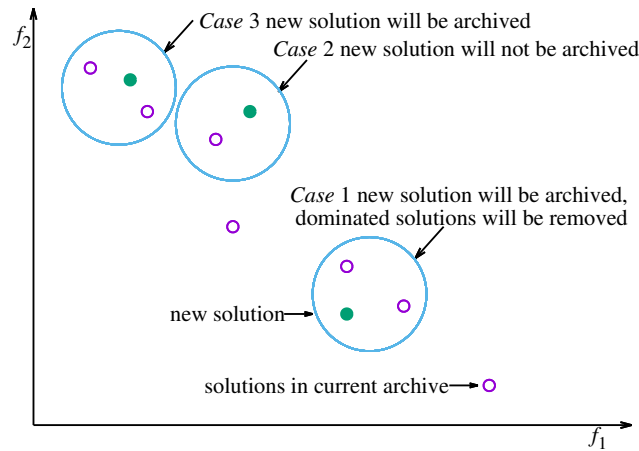 Case 3 new solution will be archived
f2
Case 2 new solution will not be archived
Case 1 new solution will be archived,
dominated solutions will be removed
new solution
solutions in current archive
f1